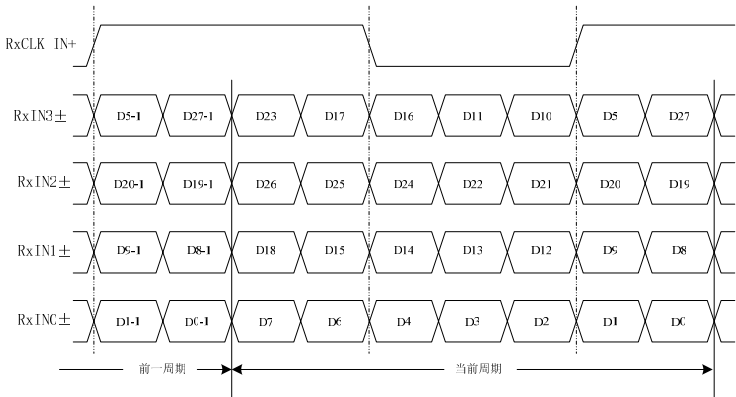 RxCLK IN+
RxIN3± D5-1 D27-1 D23 D17 D16 D11 D10 D5 D27
RxIN2± D20-1 D19-1 D26 D25 D24 D22 D21 D20 D19
RxIN1± D9-1 D8-1 D18 D15 D14 D13 D12 D9 D8
RxIN0± D1-1 D0-1 D7 D6 D4 D3 D2 D1 D0
前一周期 当前周期